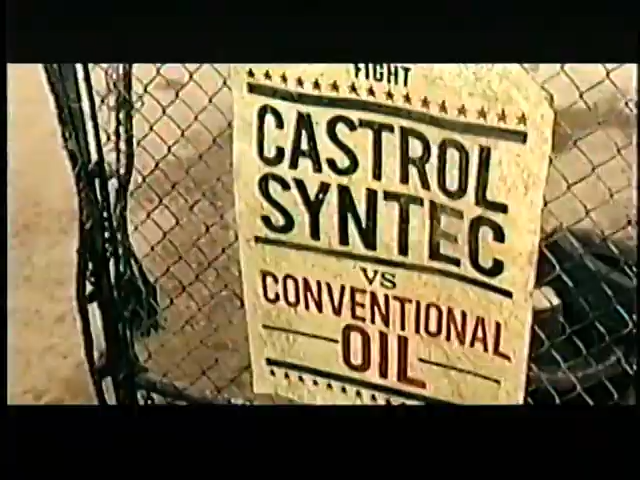 FIGHT
CASTROL
SYNTEC
VS
CONVENTIONAL
OIL